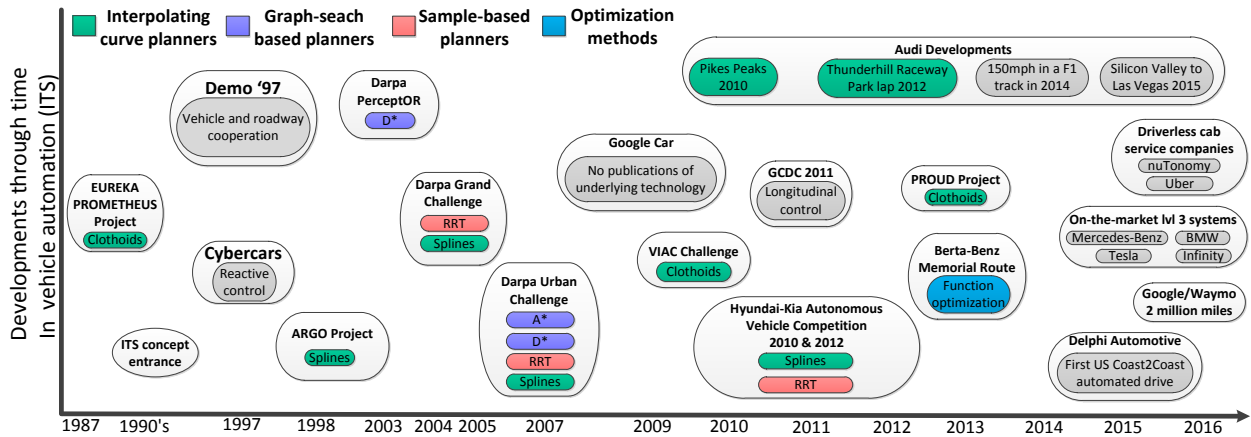 Interpolating
curve planners
Graph-seach
based planners
Sample-based
planners
Optimization
methods
Developments through time
In vehicle automation (ITS)
Audi Developments
Pikes Peaks
2010
Thunderhill Raceway
Park lap 2012
150mph in a F1
track in 2014
Silicon Valley to
Las Vegas 2015
Demo ‘97
Vehicle and roadway
cooperation
Darpa
PerceptOR
D*
EUREKA
PROMETHEUS
Project
Clothoids
Cybercars
Reactive
control
ITS concept
entrance
ARGO Project
Splines
Darpa Grand
Challenge
RRT
Splines
Darpa Urban
Challenge
A*
D*
RRT
Splines
Google Car
No publications of
underlying technology
VIAC Challenge
Clothoids
GCDC 2011
Longitudinal
control
Hyundai-Kia Autonomous
Vehicle Competition
2010 & 2012
Splines
RRT
PROUD Project
Clothoids
Berta-Benz
Memorial Route
Function
optimization
Driverless cab
service companies
nuTonomy
Uber
On-the-market lvl 3 systems
Mercedes-Benz
BMW
Tesla
Infinity
Google/Waymo
2 million miles
Delphi Automotive
First US Coast2Coast
automated drive
1987 1990's 1997 1998 2003 2004 2005 2007 2009 2010 2011 2012 2013 2014 2015 2016